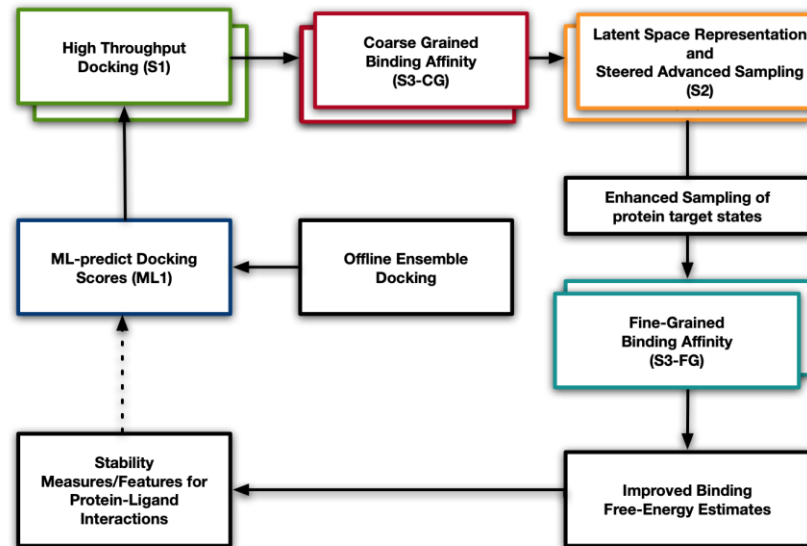 High Throughput
Docking (S1)
Coarse Grained
Binding Affinity
(S3-CG)
Latent Space Representation
and
Steered Advanced Sampling
(S2)
Enhanced Sampling of
protein target states
ML-predict Docking
Scores (ML1)
Offline Ensemble
Docking
Fine-Grained
Binding Affinity
(S3-FG)
Stability
Measures/Features for
Protein-Ligand
Interactions
Improved Binding
Free-Energy Estimates